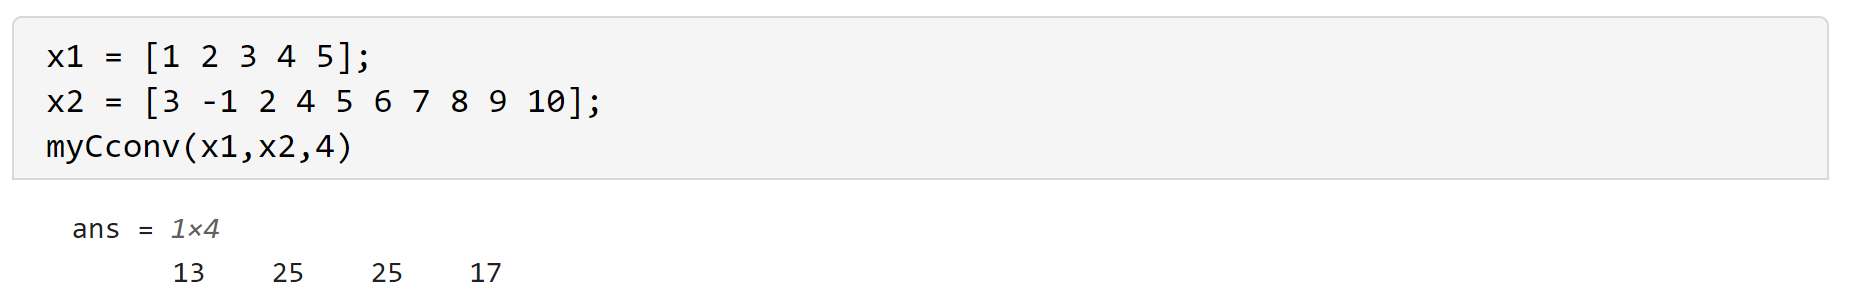 x1 = [1 2 3 4 5];
x2 = [3 -1 2 4 5 6 7 8 9 10];
myCconv(x1,x2,4)
ans = 1×4
13 25 25 17